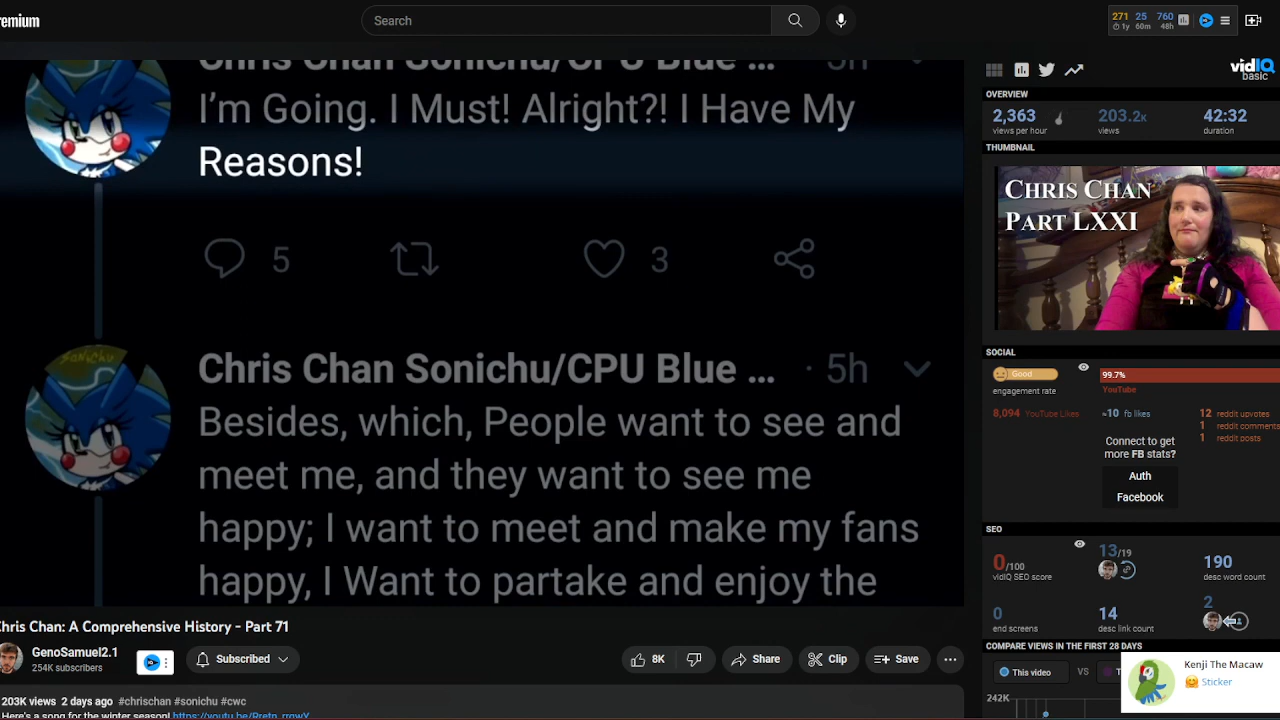 remium
Search
271 25 760
1y 60m 48h
Chris Chan Sonichu/CPU Blue ... 5h
I'm Going. I Must! Alright?! I Have My
Reasons!
5 3
SONICHU
Chris Chan Sonichu/CPU Blue ... · 5h
Besides, which, People want to see and
meet me, and they want to see me
happy; I want to meet and make my fans
happy, I Want to partake and enjoy the
Chris Chan: A Comprehensive History - Part 71
GenoSamuel2.1
254K subscribers
Subscribed
8K
Share
Clip
Save
203K views 2 days ago #chrischan #sonichu #cwc
Here's a song for the winter season!
vidIQ
basic
OVERVIEW
2,363 203.2K 42:32
views per hour views duration
THUMBNAIL
CHRIS CHAN
PART LXXI
SOCIAL
Good 99.7%
engagement rate YouTube
8,094 YouTube Likes ≈10 fb likes 12 reddit upvotes
1 reddit comments
1 reddit posts
Connect to get
more FB stats?
Auth
Facebook
SEO
0/100 13/19 190
vidIQ SEO score desc word count
0 14 2
end screens desc link count
COMPARE VIEWS IN THE FIRST 28 DAYS
This video VS
242K
Kenji The Macaw
🤗 Sticker